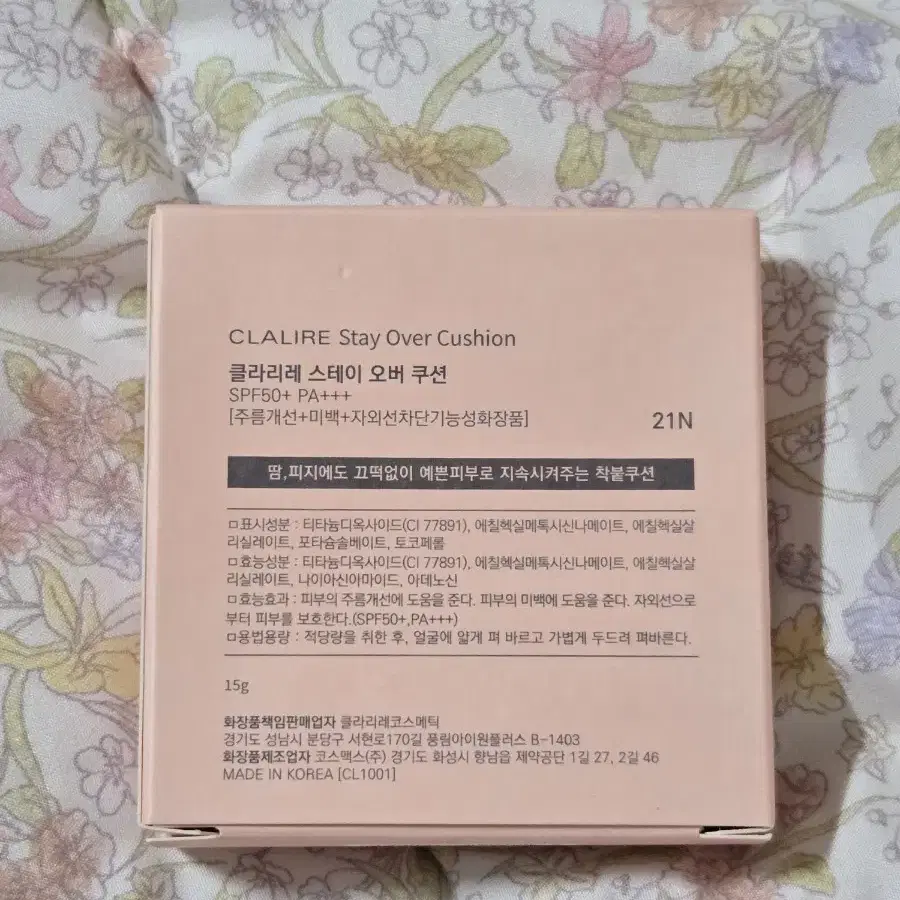 CLALIRE Stay Over Cushion
클라리레 스테이 오버 쿠션
SPF50+ PA+++
[주름개선+미백+자외선차단기능성화장품]
21N
땀,피지에도 끄떡없이 예쁜피부로 지속시켜주는 착붙쿠션
□표시성분 : 티타늄디옥사이드(CI 77891), 에칠헥실메톡시신나메이트, 에칠헥실살
리실레이트, 포타슘솔베이트, 토코페롤
□효능성분 : 티타늄디옥사이드(CI 77891), 에칠헥실메톡시신나메이트, 에칠헥실살
리실레이트, 나이아신아마이드, 아데노신
□효능효과 : 피부의 주름개선에 도움을 준다. 피부의 미백에 도움을 준다. 자외선으로
부터 피부를 보호한다.(SPF50+,PA+++)
□용법용량 : 적당량을 취한 후, 얼굴에 얇게 펴 바르고 가볍게 두드려 펴바른다.
15g
화장품책임판매업자 클라리레코스메틱
경기도 성남시 분당구 서현로170길 풍림아이원플러스 B-1403
화장품제조업자 코스맥스(주) 경기도 화성시 향남읍 제약공단 1길 27, 2길 46
MADE IN KOREA [CL1001]